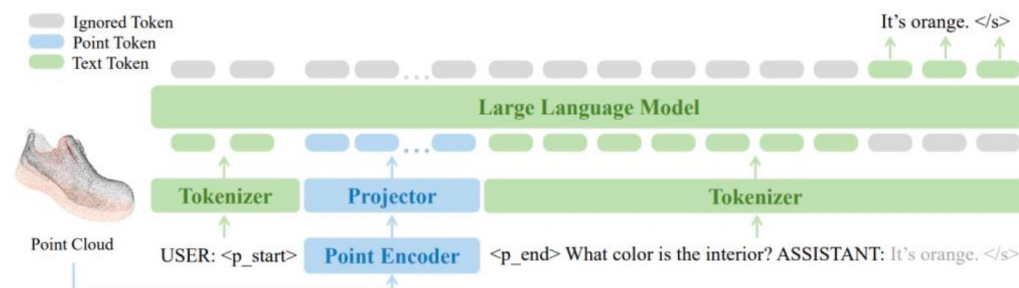 Ignored Token
Point Token
Text Token
It's orange. </s>
Large Language Model
Tokenizer
Projector
Tokenizer
Point Cloud
USER: <p_start>
Point Encoder
<p_end> What color is the interior? ASSISTANT: It's orange. </s>